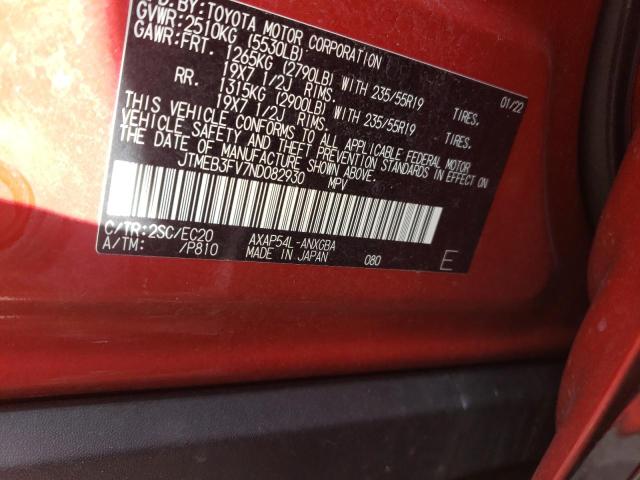 D.BY:TOYOTA MOTOR CORPORATION 01/22
GVWR:2510KG (5530LB)
GAWR:FRT. 1265KG (2790LB) WITH 235/55R19 TIRES.
19X7 1/2J RIMS.
RR. 1315KG (2900LB) WITH 235/55R19 TIRES.
19X7 1/2J RIMS.
THIS VEHICLE CONFORMS TO ALL APPLICABLE FEDERAL MOTOR
VEHICLE SAFETY AND THEFT PREVENTION STANDARDS IN EFFECT ON
THE DATE OF MANUFACTURE SHOWN ABOVE.
JTMEB3FV7ND082930 MPV
C/TR:2SC/EC20 AXAP54L-ANXGBA
A/TM: /P810 MADE IN JAPAN 080 E